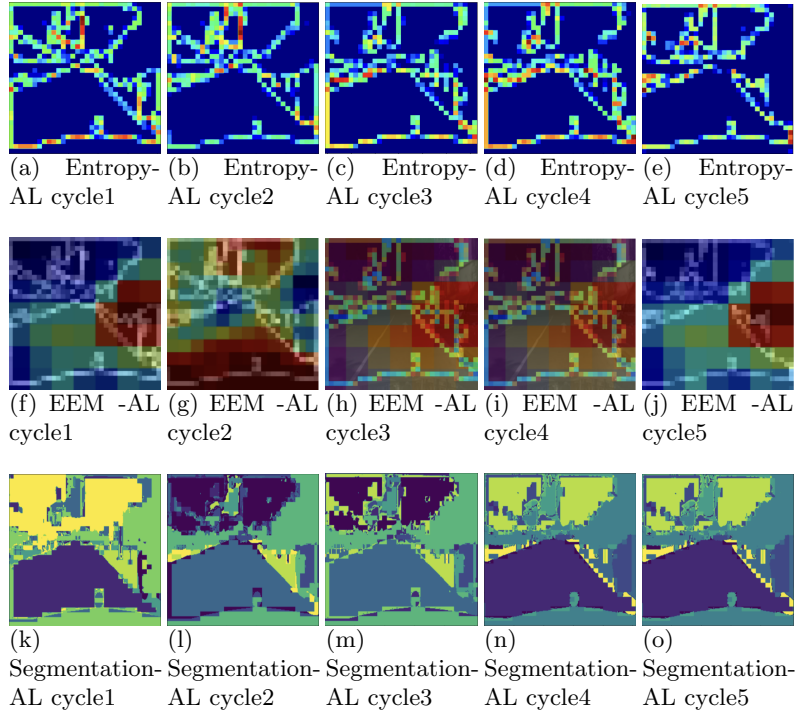 (a) Entropy-
AL cycle1
(b) Entropy-
AL cycle2
(c) Entropy-
AL cycle3
(d) Entropy-
AL cycle4
(e) Entropy-
AL cycle5
(f) EEM -AL
cycle1
(g) EEM -AL
cycle2
(h) EEM -AL
cycle3
(i) EEM -AL
cycle4
(j) EEM -AL
cycle5
(k)
Segmentation-
AL cycle1
(l)
Segmentation-
AL cycle2
(m)
Segmentation-
AL cycle3
(n)
Segmentation-
AL cycle4
(o)
Segmentation-
AL cycle5